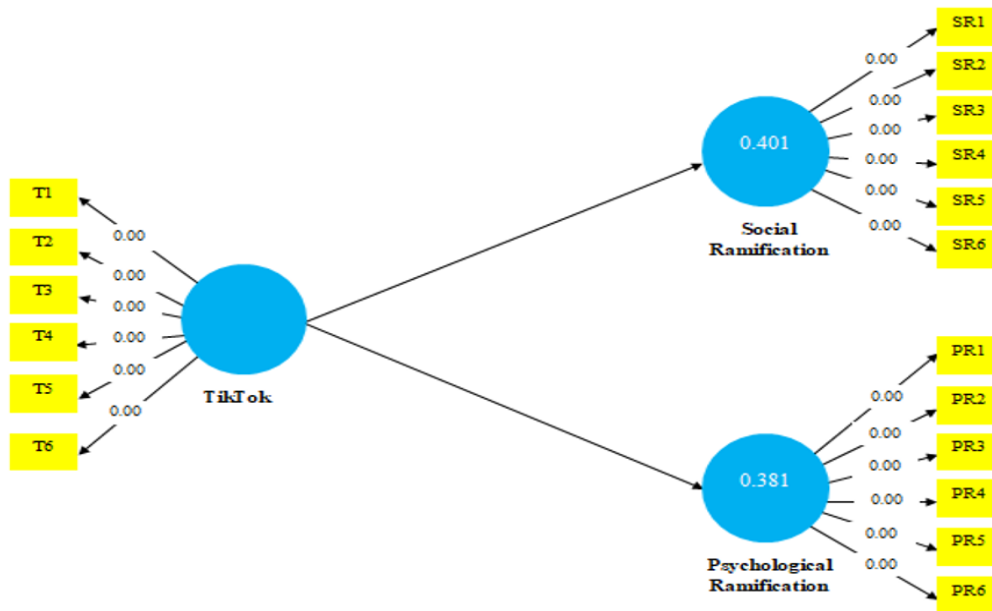 T1
0.00
T2
0.00
T3
0.00
T4
0.00
T5
0.00
T6
0.00
TikTok
SR1
0.00
SR2
0.00
SR3
0.00
SR4
0.00
SR5
0.00
SR6
0.00
0.401
Social
Ramification
PR1
0.00
PR2
0.00
PR3
0.00
PR4
0.00
PR5
0.00
PR6
0.00
0.381
Psychological
Ramification